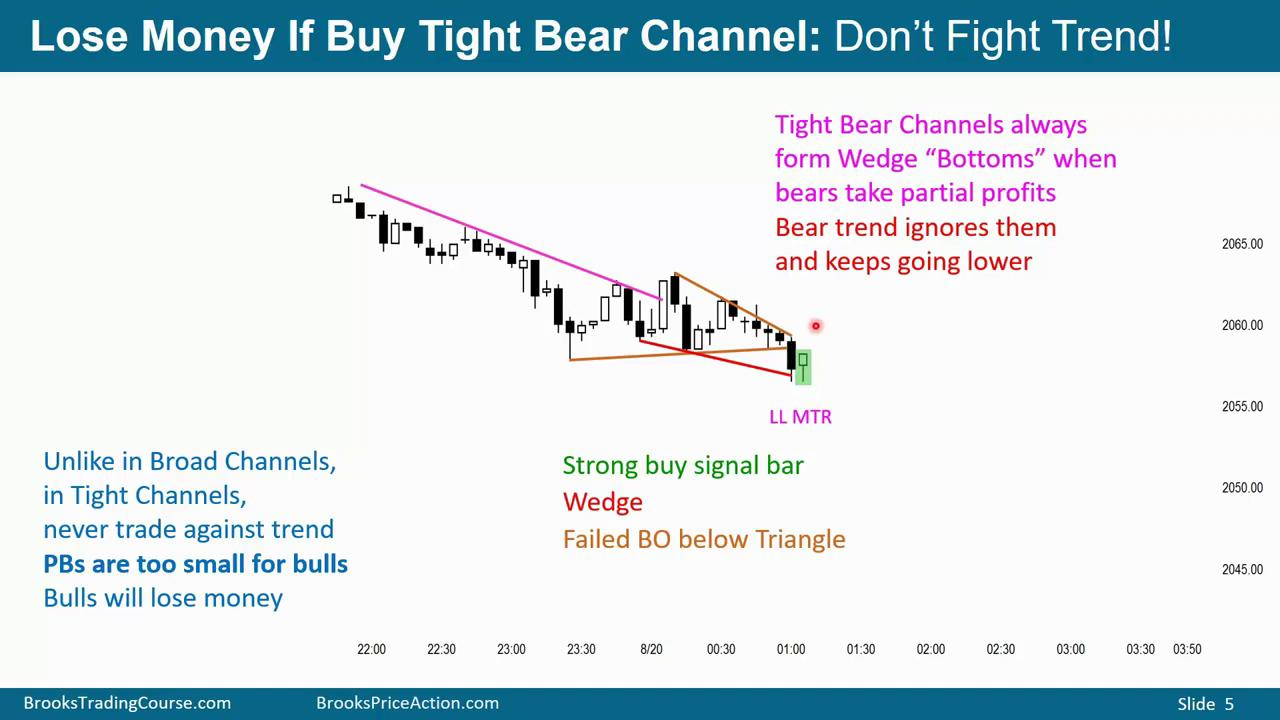 Lose Money If Buy Tight Bear Channel: Don't Fight Trend!
Tight Bear Channels always
form Wedge “Bottoms” when
bears take partial profits
Bear trend ignores them
and keeps going lower
2065.00
2060.00
2055.00
2050.00
2045.00
LL MTR
Strong buy signal bar
Wedge
Failed BO below Triangle
Unlike in Broad Channels,
in Tight Channels,
never trade against trend
PBs are too small for bulls
Bulls will lose money
22:00 22:30 23:00 23:30 8/20 00:30 01:00 01:30 02:00 02:30 03:00 03:30 03:50
BrooksTradingCourse.com BrooksPriceAction.com Slide 5